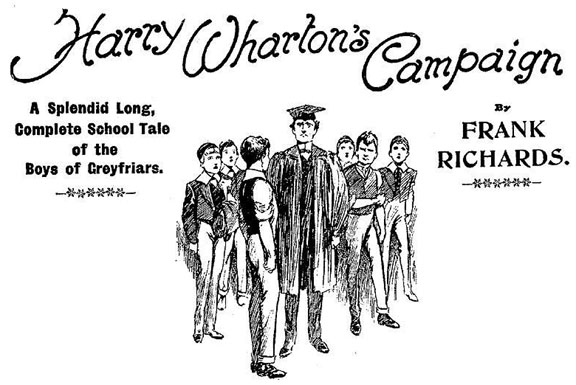 Harry Wharton's Campaign
A Splendid Long,
Complete School Tale
of the
Boys of Greyfriars.
By
FRANK
RICHARDS.